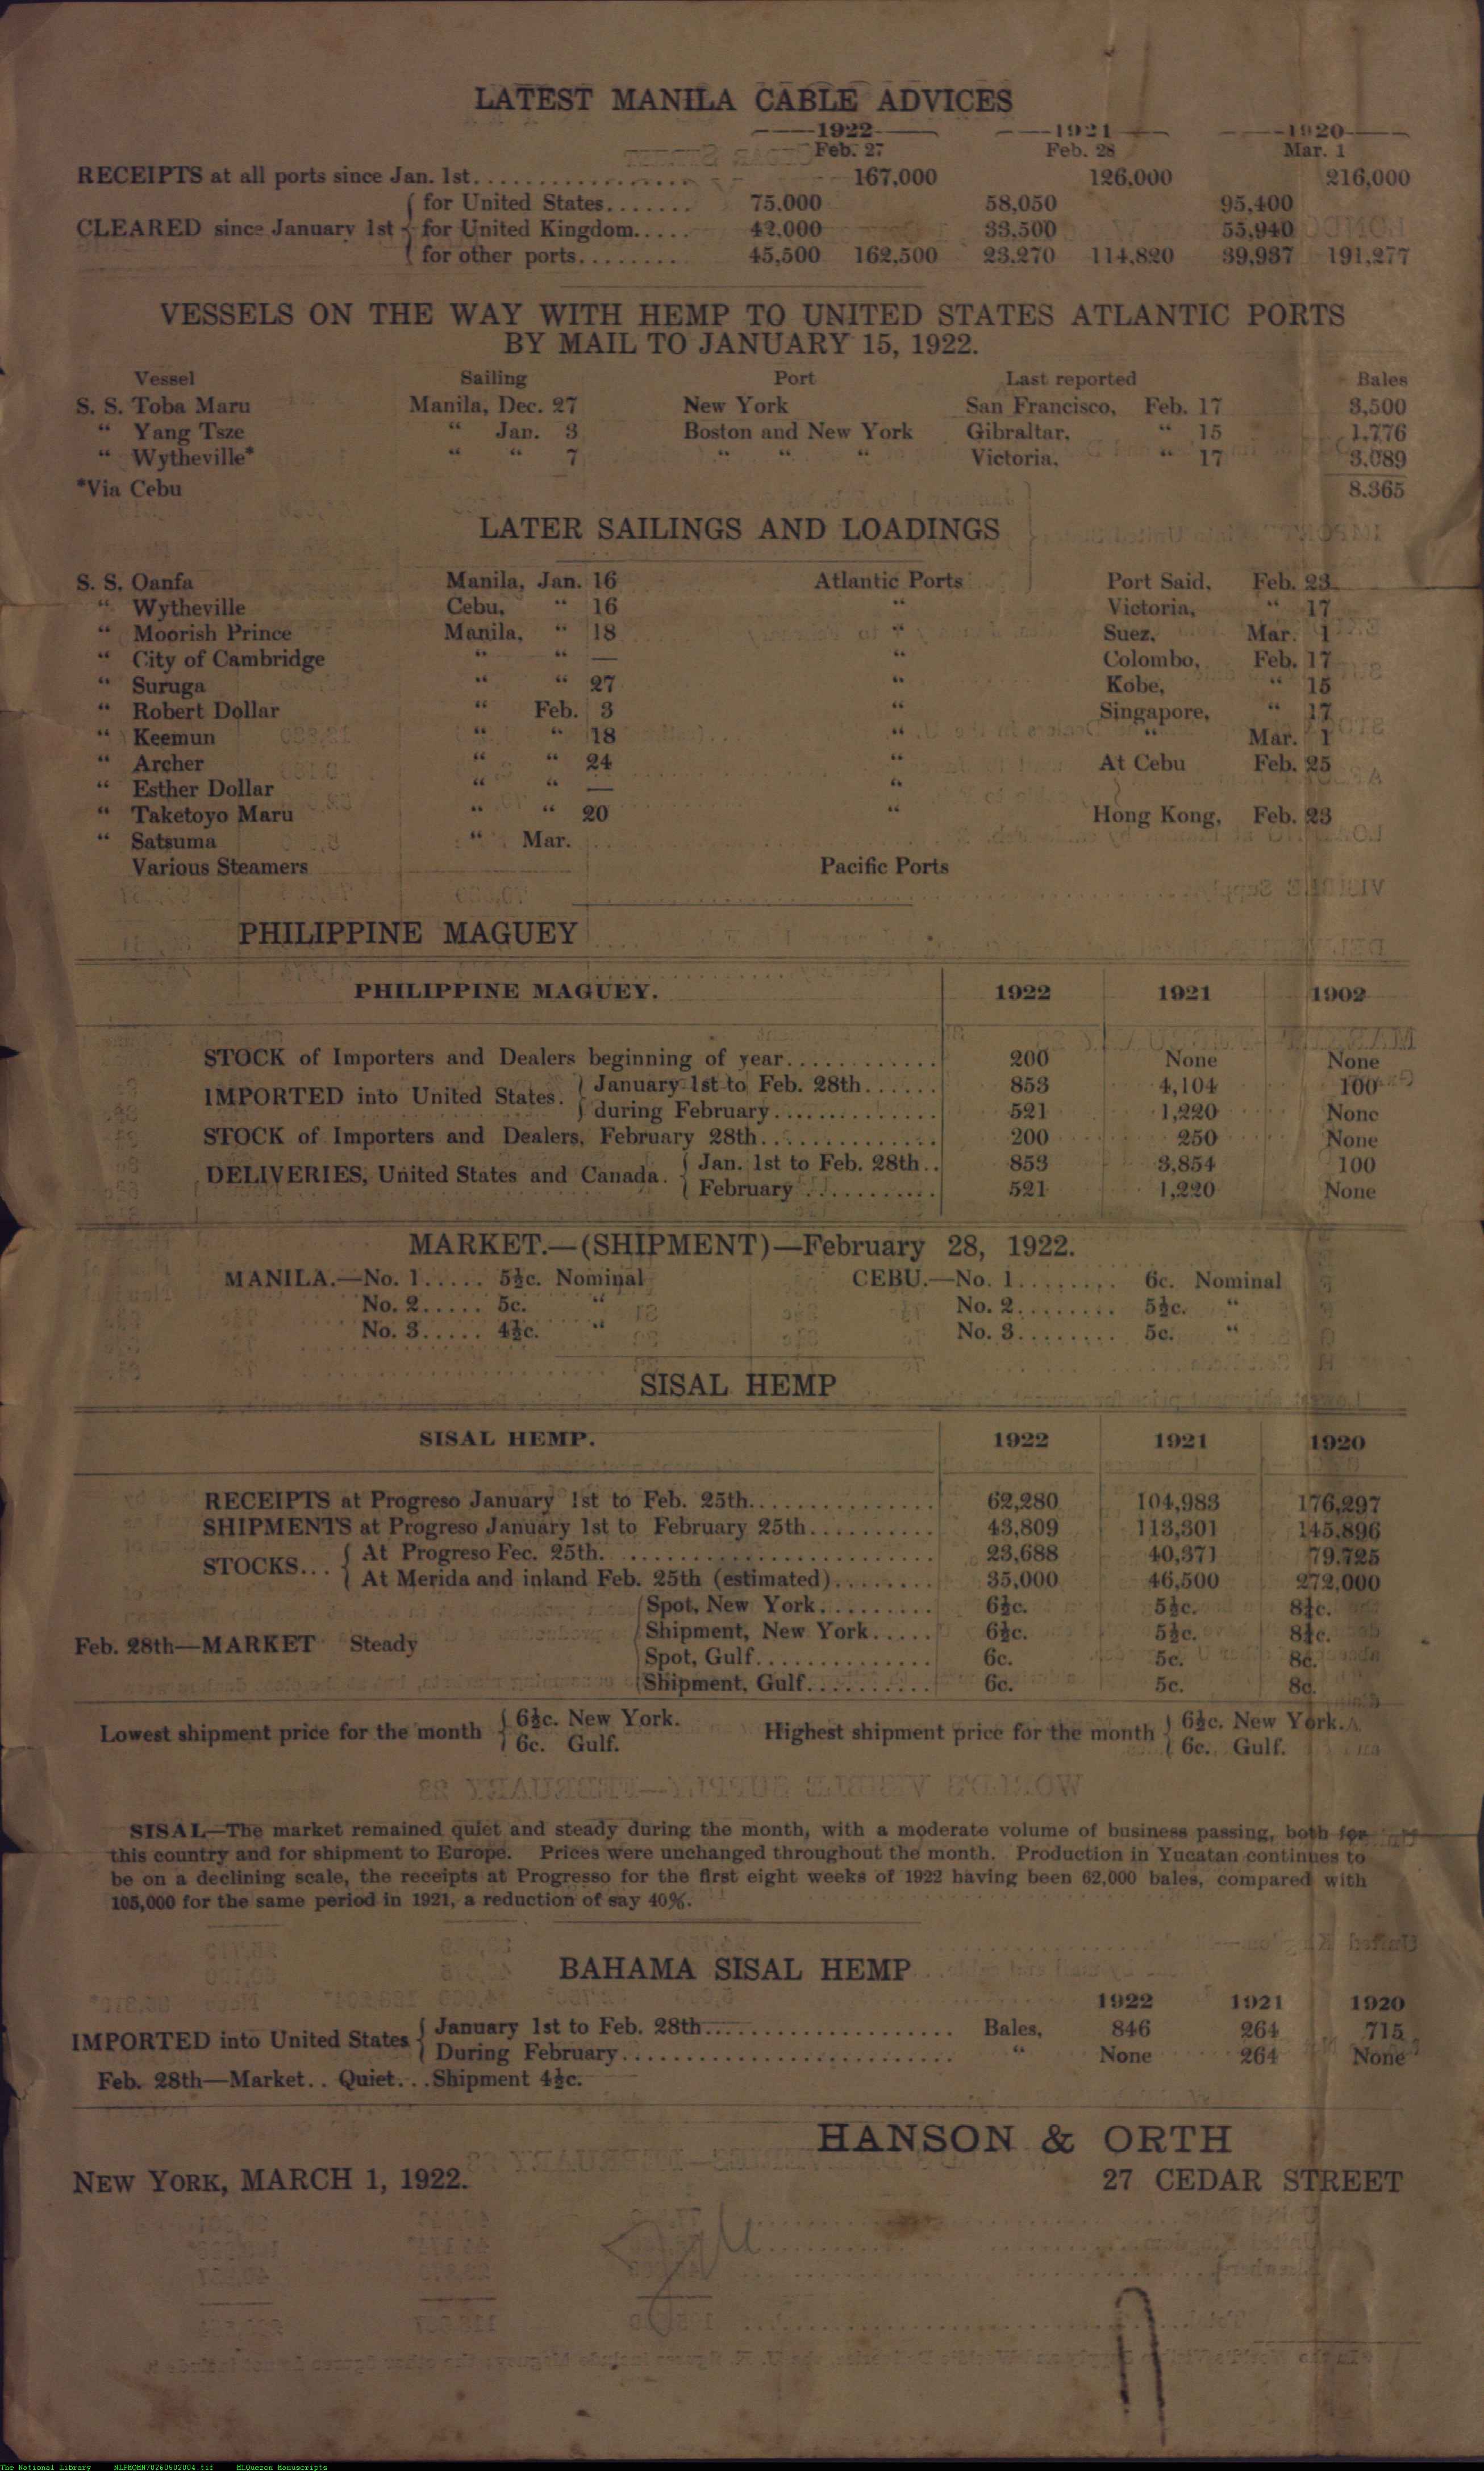 LATEST MANILA CABLE ADVICES
1922 1921 1920
Feb. 27 Feb. 28 Mar. 1
RECEIPTS at all ports since Jan. 1st. 167,000 126,000 216,000
for United States 75,000 58,050 95,400
CLEARED since January 1st for United Kingdom 42,000 33,500 55,940
for other ports 45,500 162,500 23,270 114,820 39,937 191,277
VESSELS ON THE WAY WITH HEMP TO UNITED STATES ATLANTIC PORTS
BY MAIL TO JANUARY 15, 1922.
Vessel Sailing Port Last reported Bales
S. S. Toba Maru Manila, Dec. 27 New York San Francisco, Feb. 17 3,500
“ Yang Tsze “ Jan. 3 Boston and New York Gibraltar, “ 15 1,776
“ Wytheville* “ “ 7 “ “ “ Victoria, “ 17 3,089
*Via Cebu 8,365
LATER SAILINGS AND LOADINGS
S. S. Oanfa Manila, Jan. 16 Atlantic Ports Port Said, Feb. 23
“ Wytheville Cebu, “ 16 “ Victoria, “ 17
“ Moorish Prince Manila, “ 18 “ Suez, Mar. 1
“ City of Cambridge “ “ — “ Colombo, Feb. 17
“ Suruga “ “ 27 “ Kobe, “ 15
“ Robert Dollar “ Feb. 3 “ Singapore, “ 17
“ Keemun “ “ 18 “ “ Mar. 1
“ Archer “ “ 24 “ At Cebu Feb. 25
“ Esther Dollar “ “ — “
“ Taketoyo Maru “ “ 20 “ Hong Kong, Feb. 23
“ Satsuma “ Mar.
Various Steamers Pacific Ports
PHILIPPINE MAGUEY
PHILIPPINE MAGUEY. 1922 1921 1902
STOCK of Importers and Dealers beginning of year 200 None None
IMPORTED into United States. January 1st to Feb. 28th 853 4,104 100
during February 521 1,220 None
STOCK of Importers and Dealers, February 28th 200 250 None
DELIVERIES, United States and Canada. Jan. 1st to Feb. 28th 853 3,854 100
February 521 1,220 None
MARKET.—(SHIPMENT)—February 28, 1922.
MANILA.—No. 1 Nominal CEBU.—No. 1 6c. Nominal
No. 2 5c. “ No. 2 “
No. 3 “ No. 3 5c. “
SISAL HEMP
SISAL HEMP. 1922 1921 1920
RECEIPTS at Progreso January 1st to Feb. 25th 62,280 104,983 176,297
SHIPMENTS at Progreso January 1st to February 25th 43,809 113,301 145,896
STOCKS... At Progreso Fec. 25th. 23,688 40,371 79,725
At Merida and inland Feb. 25th (estimated) 35,000 46,500 272,000
Spot, New York
Feb. 28th—MARKET Steady Shipment, New York
Spot, Gulf 6c. 5c. 8c.
Shipment, Gulf 6c. 5c. 8c.
Lowest shipment price for the month New York. Highest shipment price for the month New York.
6c. Gulf. 6c. Gulf.
SISAL—The market remained quiet and steady during the month, with a moderate volume of business passing, both for
this country and for shipment to Europe. Prices were unchanged throughout the month. Production in Yucatan continues to
be on a declining scale, the receipts at Progresso for the first eight weeks of 1922 having been 62,000 bales, compared with
105,000 for the same period in 1921, a reduction of say 40%.
BAHAMA SISAL HEMP
1922 1921 1920
IMPORTED into United States January 1st to Feb. 28th Bales, 846 264 715
During February “ None 264 None
Feb. 28th—Market.. Quiet... Shipment
HANSON & ORTH
NEW YORK, MARCH 1, 1922. 27 CEDAR STREET
The National Library NLPMQMN70260502004.tif MLQuezon Manuscripts